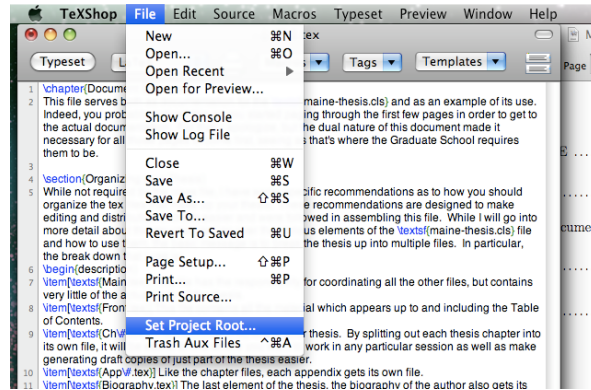 TeXShop File Edit Source Macros Typeset Preview Window Help
New ⌘N
Open... ⌘O
Open Recent ▶
Open for Preview...
Show Console
Show Log File
Close ⌘W
Save ⌘S
Save As... ⇧⌘S
Save To...
Revert To Saved ⌘U
Page Setup... ⇧⌘P
Print... ⌘P
Print Source...
Set Project Root...
Trash Aux Files ^⌘A
tex
Typeset L s Tags Templates
Page
1 \chapter{Docume
2 This file serves b maine-thesis.cls} and as an example of its use.
Indeed, you prob ing through the first few pages in order to get to
the actual docum he dual nature of this document made it
necessary for all s that's where the Graduate School requires
them to be.
3
4 \section{Organiz
5 While not require cific recommendations as to how you should
organize the tex e recommendations are designed to make
editing and distri owed in assembling this file. While I will go into
more detail abou us elements of the \textsf{maine-thesis.cls} file
and how to use t the thesis up into multiple files. In particular,
the break down t
6 \begin{descriptio
7 \item[\textsf{Main for coordinating all the other files, but contains
very little of the a
8 \item[\textsf{Fron ial which appears up to and including the Table
of Contents.
9 \item[\textsf{Ch\# r thesis. By splitting out each thesis chapter into
its own file, it will work in any particular session as well as make
generating draft copies of just part of the thesis easier.
10 \item[\textsf{App\#.tex}] Like the chapter files, each appendix gets its own file.
11 \item[\textsf{Biography.tex}] The last element of the thesis, the biography of the author also gets its
cume